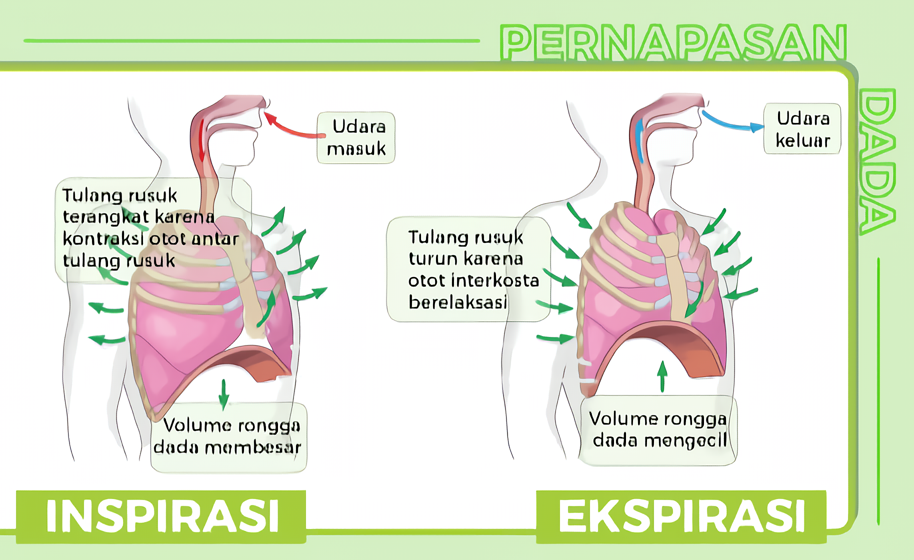 PERNAPASAN
DADA
Udara
masuk
Tulang rusuk
terangkat karena
kontraksi otot antar
tulang rusuk
Volume rongga
dada membesar
INSPIRASI
Udara
keluar
Tulang rusuk
turun karena
otot interkosta
berelaksasi
Volume rongga
dada mengecil
EKSPIRASI